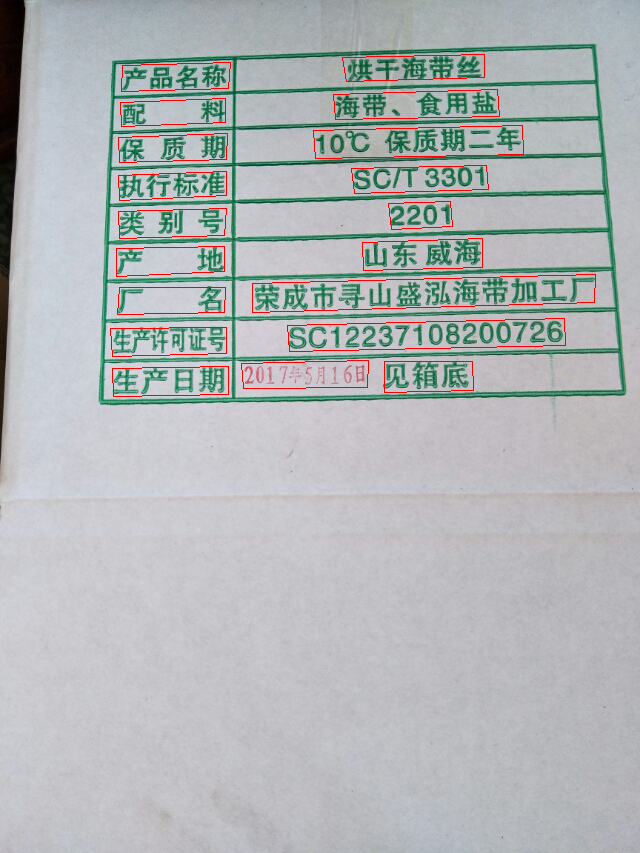 产品名称 烘干海带丝
配料 海带、食用盐
保质期 10℃ 保质期二年
执行标准 SC/T 3301
类别号 2201
产地 山东威海
厂名 荣成市寻山盛泓海带加工厂
生产许可证号 SC12237108200726
生产日期 2017年5月16日 见箱底